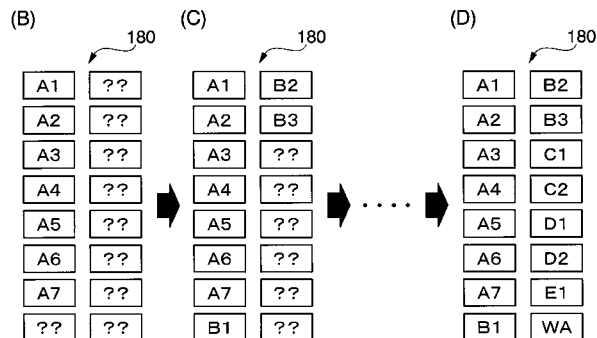 (B) (C) (D)
180 180 180
A1 ?? A1 B2 A1 B2
A2 ?? A2 B3 A2 B3
A3 ?? A3 ?? A3 C1
A4 ?? A4 ?? A4 C2
A5 ?? A5 ?? A5 D1
A6 ?? A6 ?? A6 D2
A7 ?? A7 ?? A7 E1
?? ?? B1 ?? B1 WA